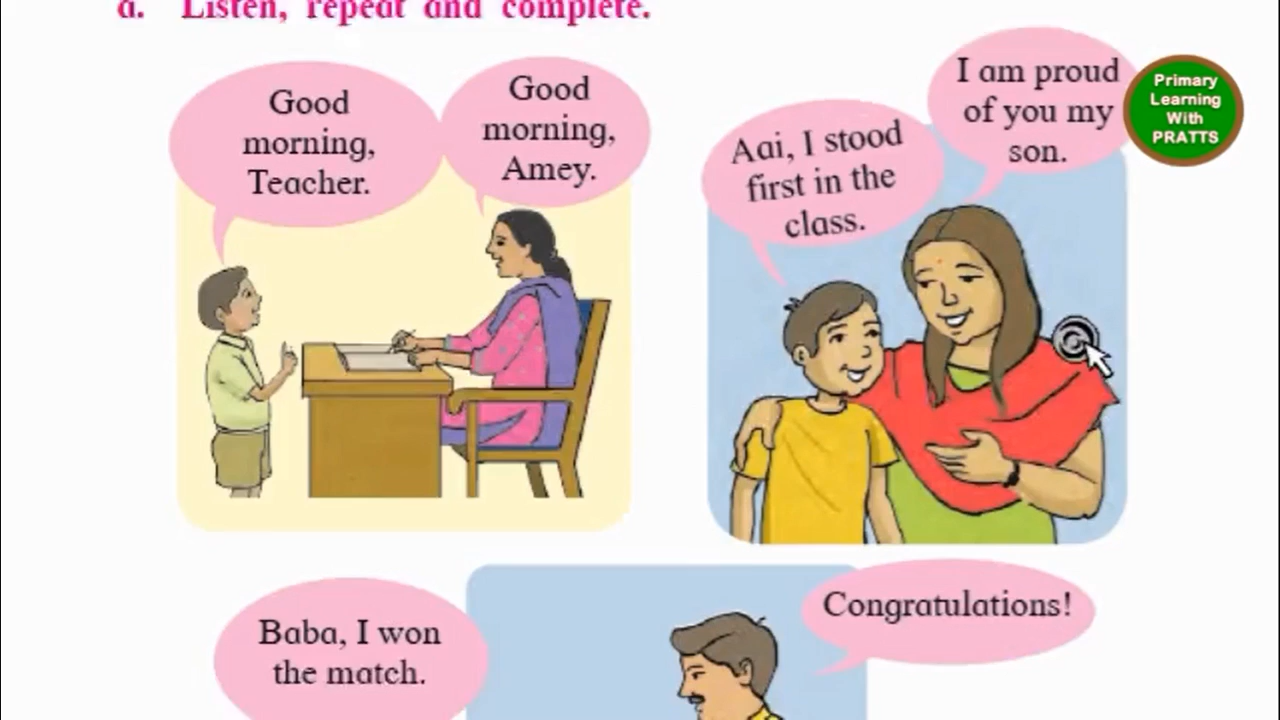 a. Listen, repeat and complete.
Good
morning,
Teacher.
Good
morning,
Amey.
Aai, I stood
first in the
class.
I am proud
of you my
son.
Primary
Learning
With
PRATTS
Baba, I won
the match.
Congratulations!